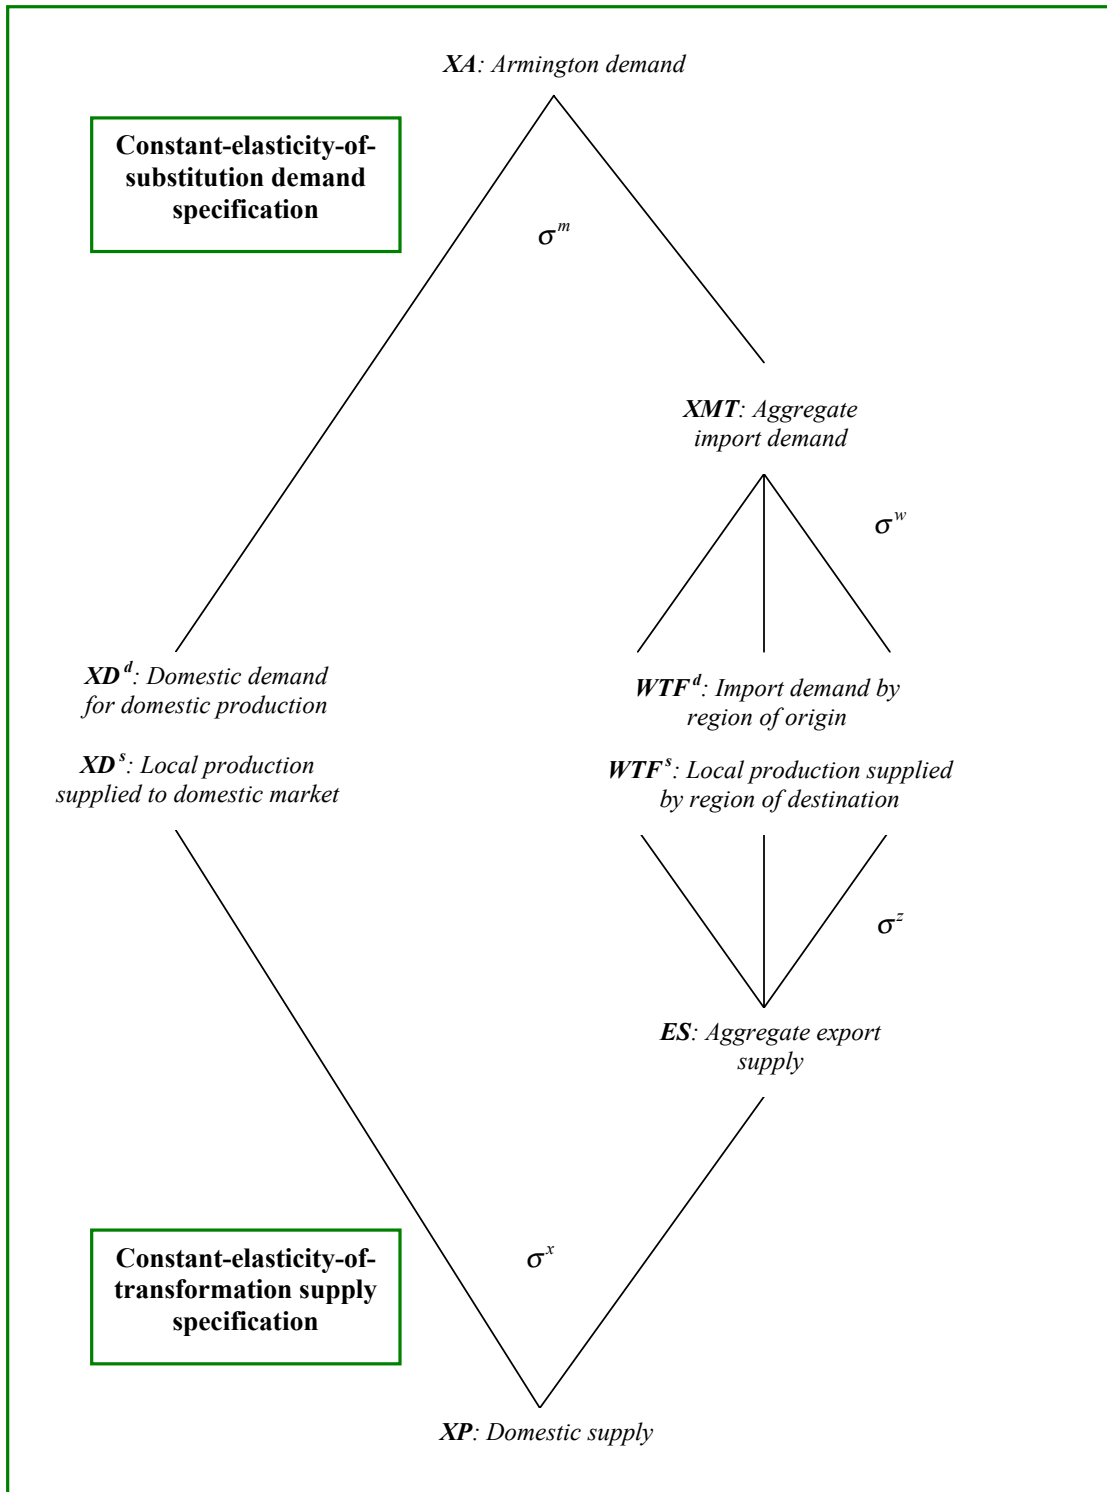 XA: Armington demand
Constant-elasticity-of-
substitution demand
specification
σ^m
XMT: Aggregate
import demand
σ^w
XD^d: Domestic demand
for domestic production
WTF^d: Import demand by
region of origin
XD^s: Local production
supplied to domestic market
WTF^s: Local production supplied
by region of destination
σ^z
ES: Aggregate export
supply
Constant-elasticity-of-
transformation supply
specification
σ^x
XP: Domestic supply